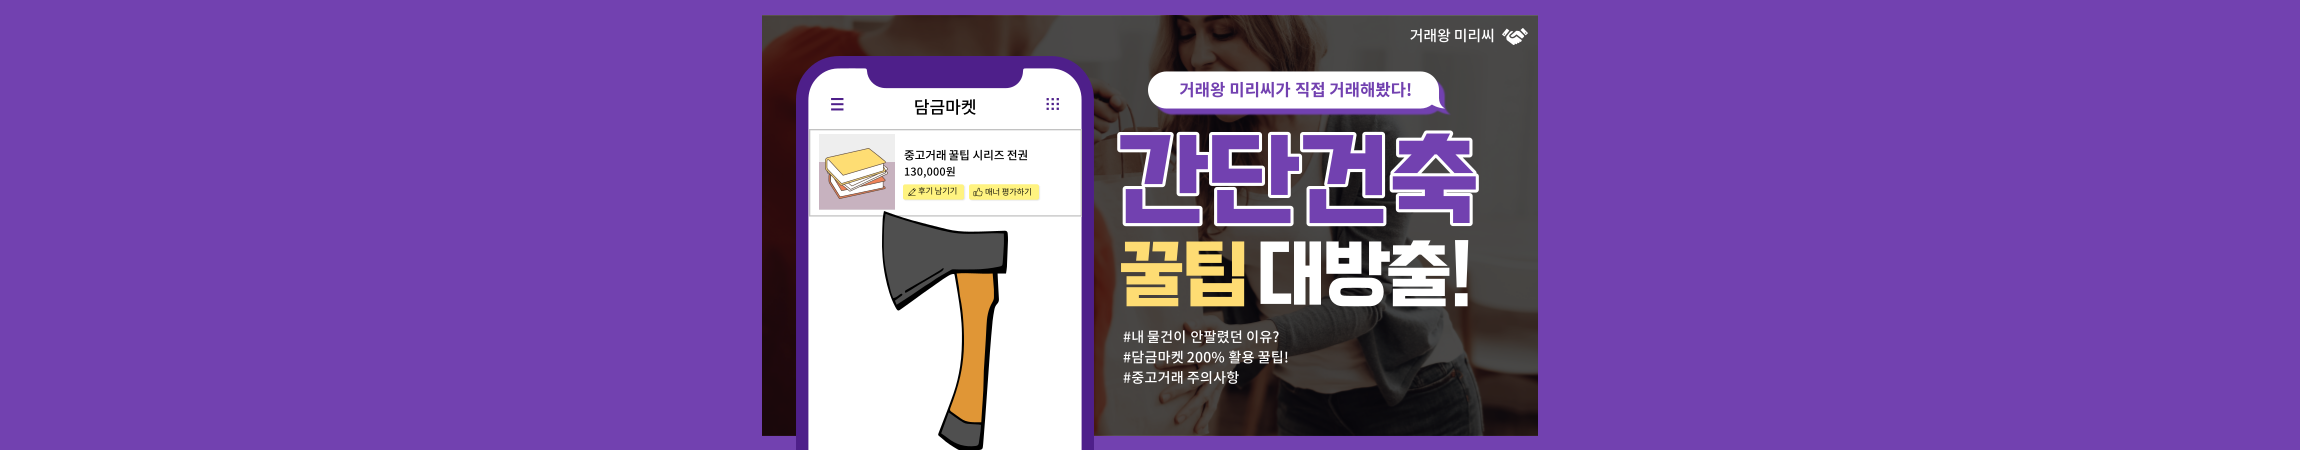 거래왕 미리씨
담금마켓
중고거래 꿀팁 시리즈 전권
130,000원
후기 남기기
매너 평가하기
거래왕 미리씨가 직접 거래해봤다!
간단건축
꿀팁 대방출!
#내 물건이 안팔렸던 이유?
#담금마켓 200% 활용 꿀팁!
#중고거래 주의사항